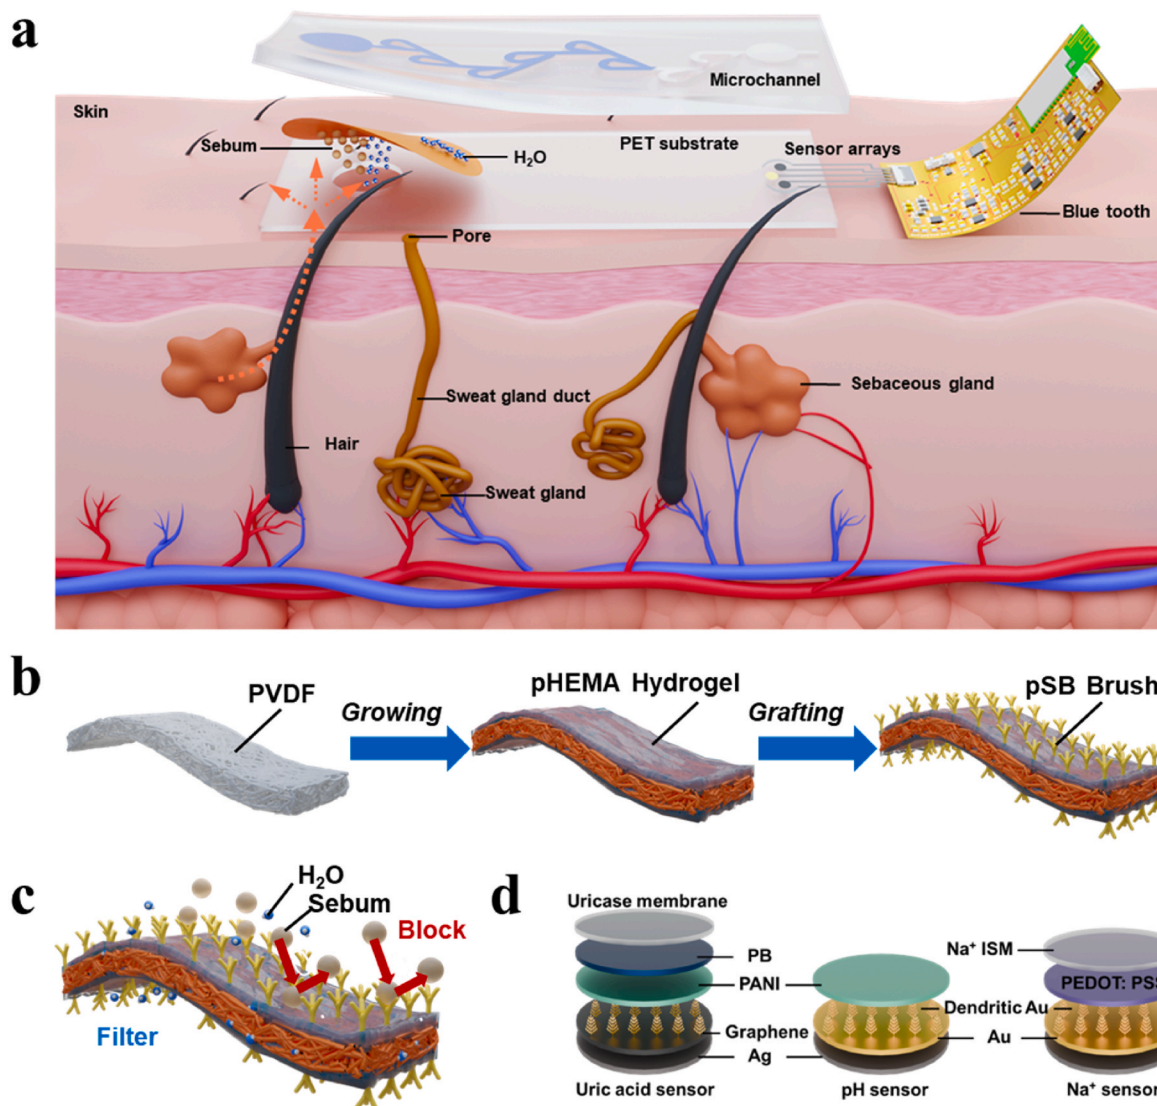 a
Microchannel
Skin
Sebum
H₂O
PET substrate
Sensor arrays
Blue tooth
Pore
Sweat gland duct
Sebaceous gland
Hair
Sweat gland
b
PVDF
Growing
pHEMA Hydrogel
Grafting
pSB Brush
c
H₂O
Sebum
Block
Filter
d
Uricase membrane
PB
PANI
Graphene
Ag
Uric acid sensor
Dendritic Au
Au
pH sensor
Na⁺ ISM
PEDOT: PSS
Na⁺ sensor